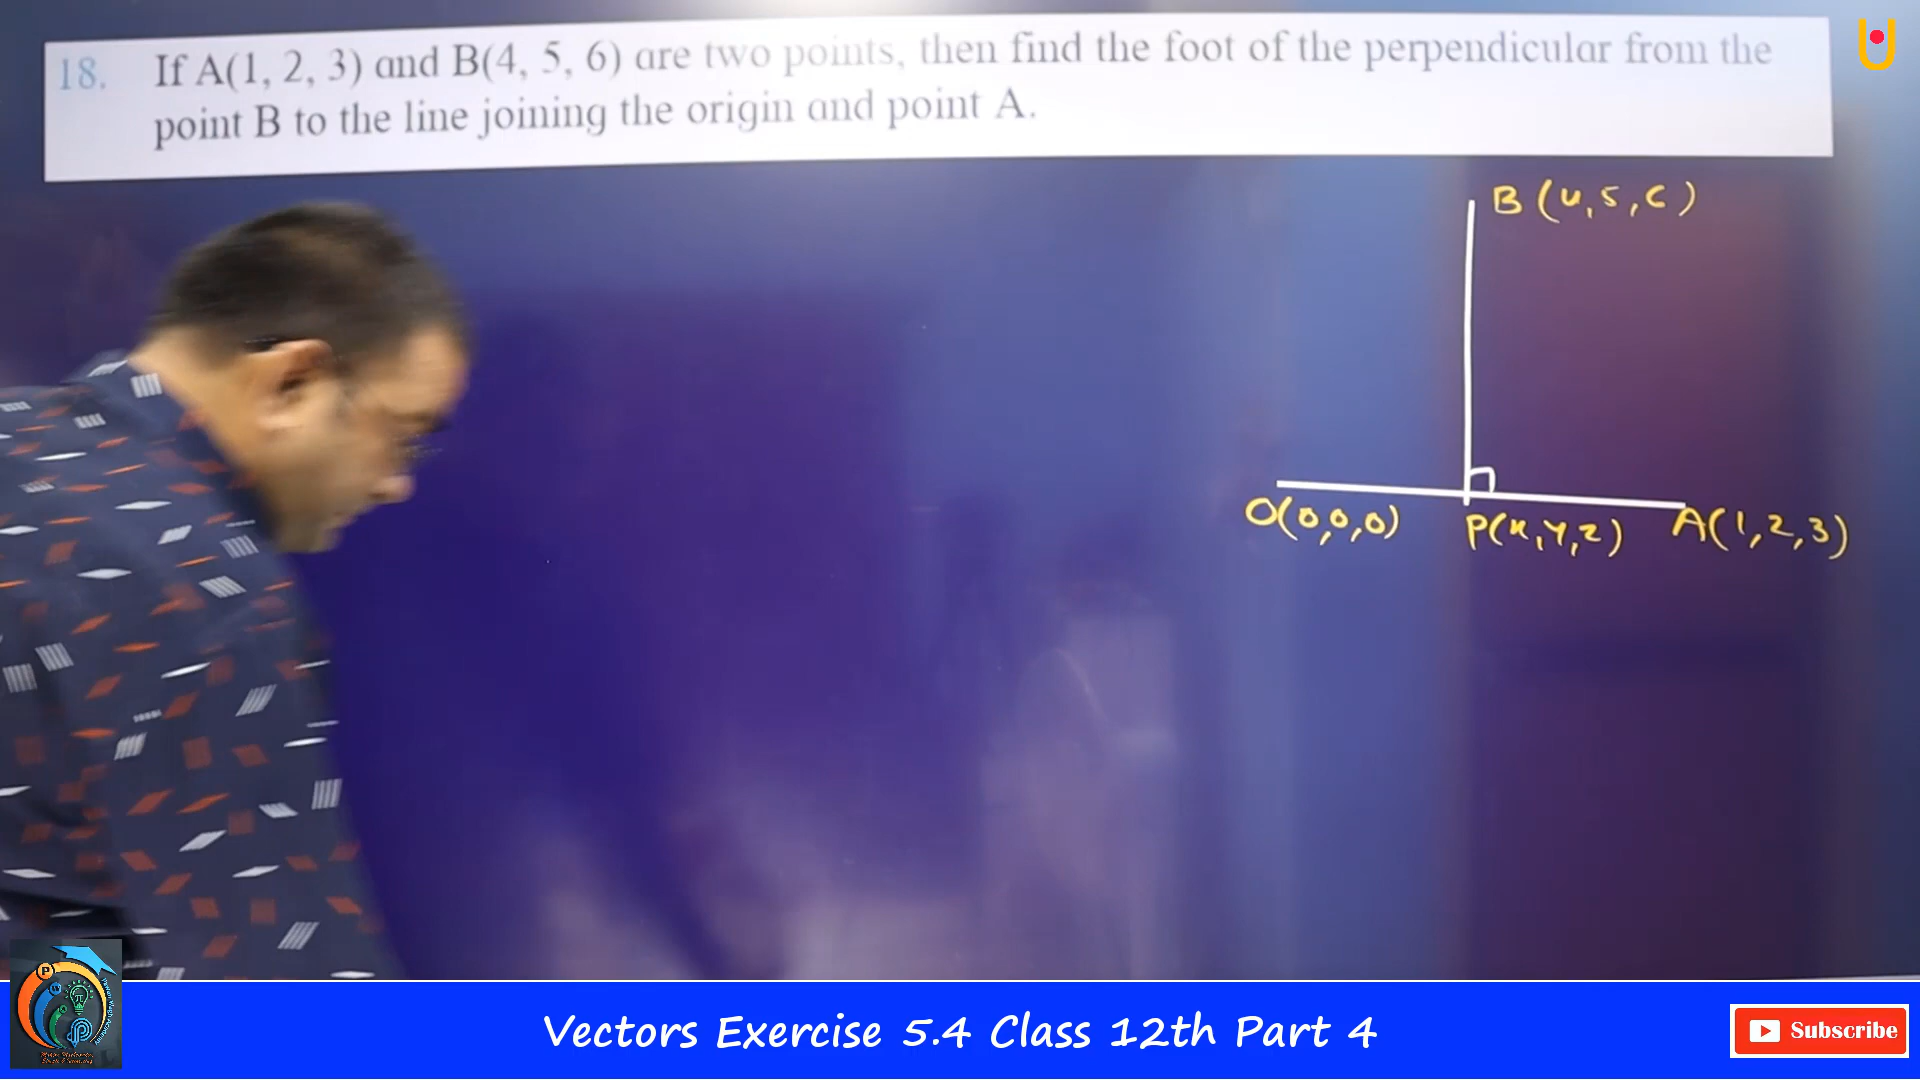 18. If A(1, 2, 3) and B(4, 5, 6) are two points, then find the foot of the perpendicular from the
point B to the line joining the origin and point A.
B (4, 5, 6)
O(0,0,0)
P(x, y, z)
A(1, 2, 3)
Vectors Exercise 5.4 Class 12th Part 4
Subscribe